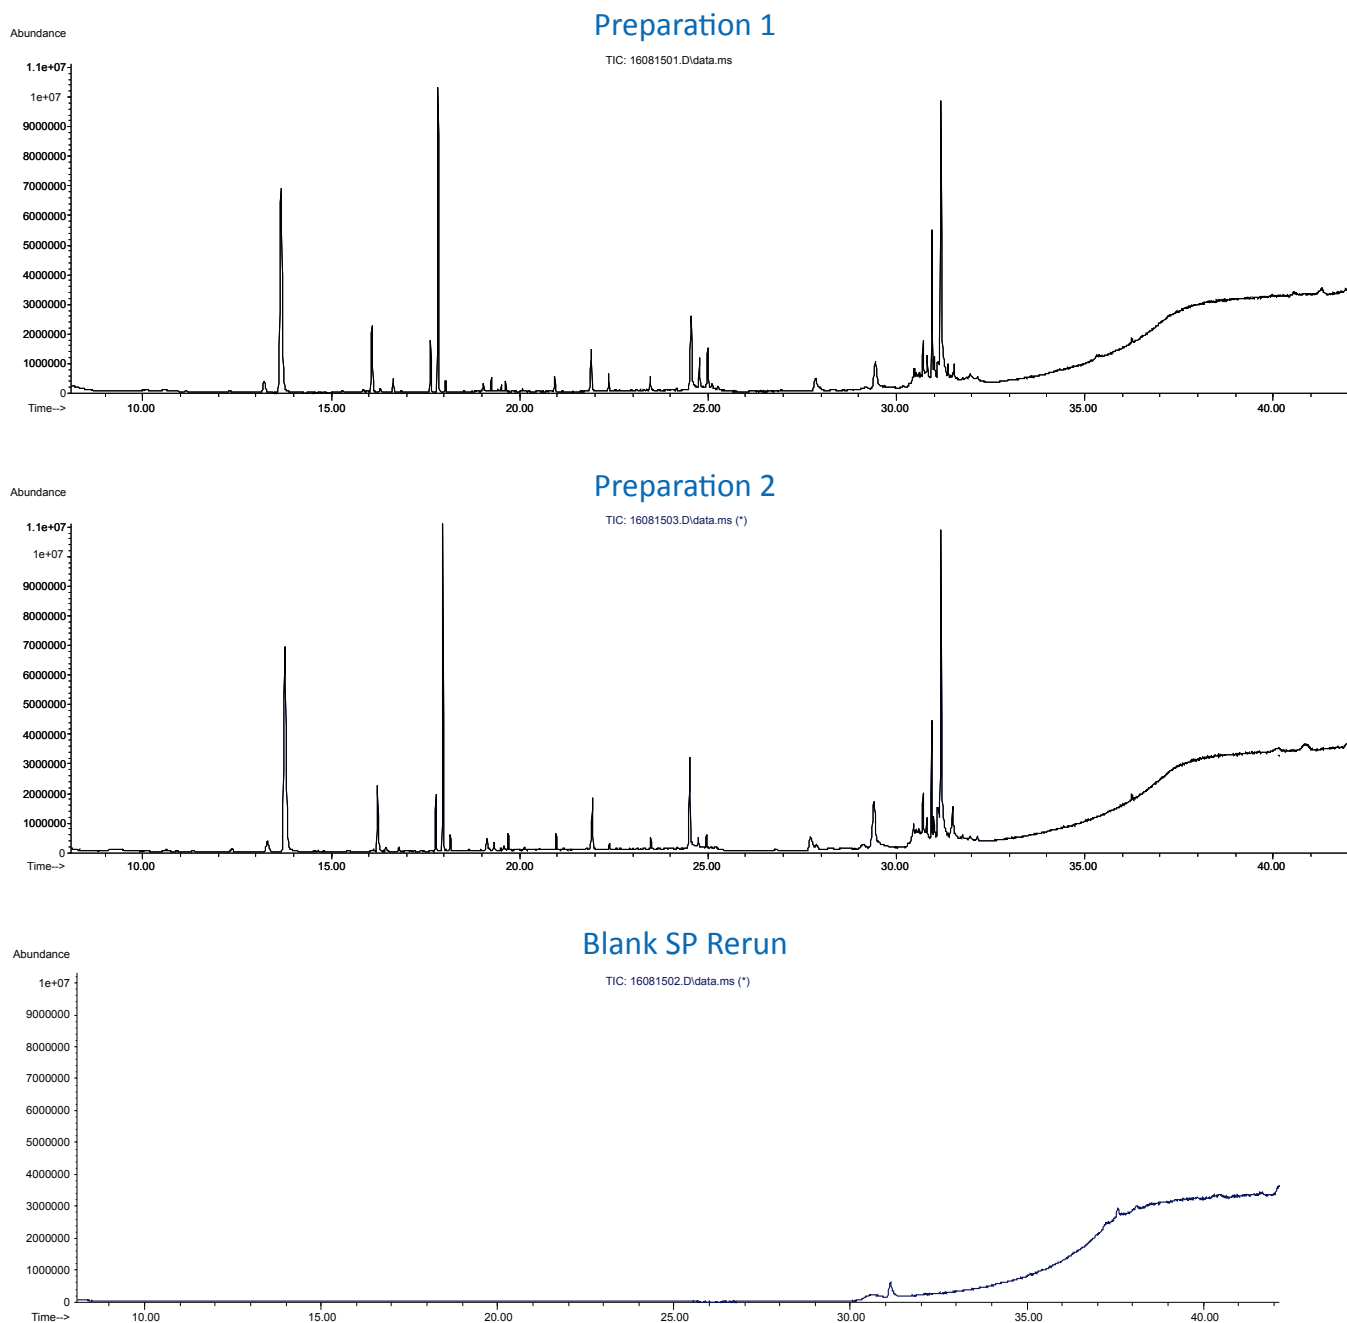 Preparation 1
Abundance
TIC: 16081501.D\data.ms
1.1e+07
1e+07
9000000
8000000
7000000
6000000
5000000
4000000
3000000
2000000
1000000
0
Time--> 10.00 15.00 20.00 25.00 30.00 35.00 40.00
Preparation 2
Abundance
TIC: 16081503.D\data.ms (*)
1.1e+07
1e+07
9000000
8000000
7000000
6000000
5000000
4000000
3000000
2000000
1000000
0
Time--> 10.00 15.00 20.00 25.00 30.00 35.00 40.00
Blank SP Rerun
Abundance
TIC: 16081502.D\data.ms (*)
1e+07
9000000
8000000
7000000
6000000
5000000
4000000
3000000
2000000
1000000
0
Time--> 10.00 15.00 20.00 25.00 30.00 35.00 40.00